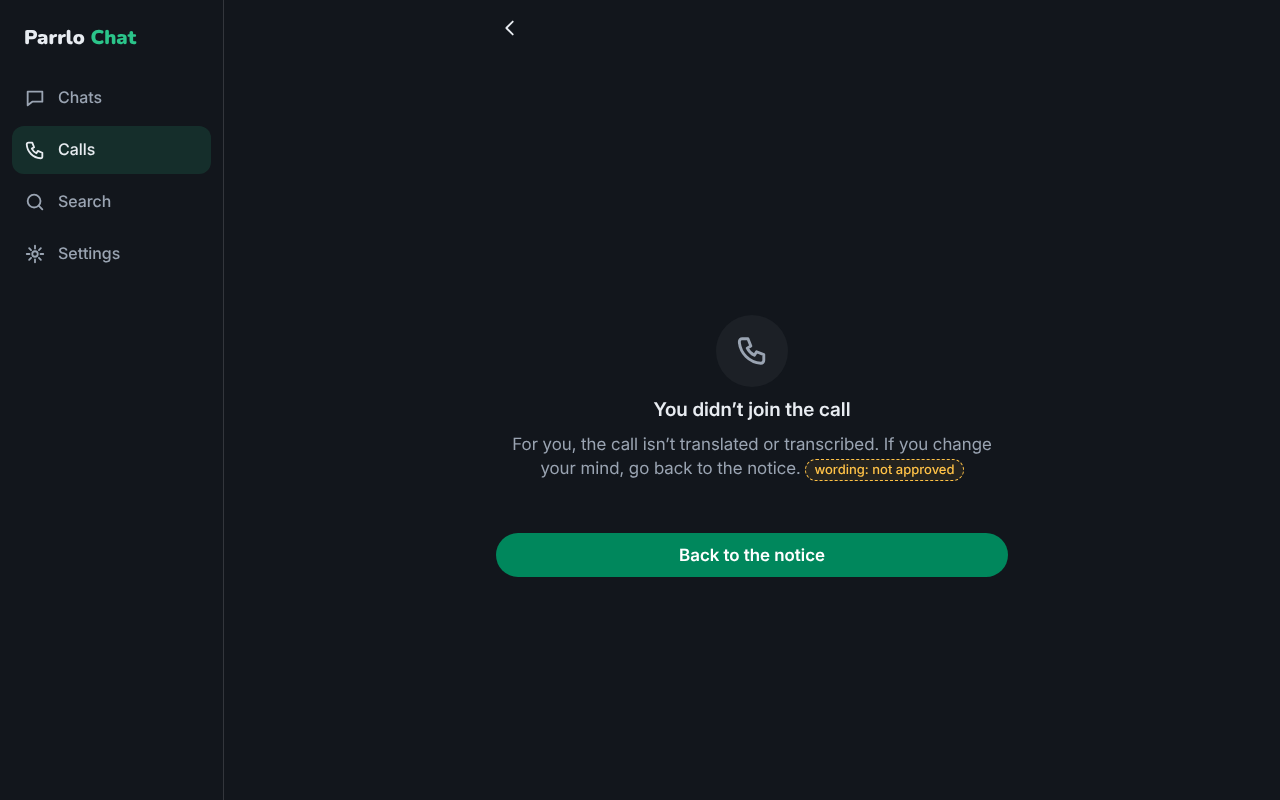 Parrlo Chat
Chats
Calls
Search
Settings
You didn’t join the call
For you, the call isn’t translated or transcribed. If you change
your mind, go back to the notice. wording: not approved
Back to the notice